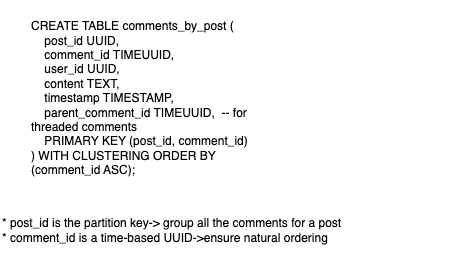 CREATE TABLE comments_by_post (
post_id UUID,
comment_id TIMEUUID,
user_id UUID,
content TEXT,
timestamp TIMESTAMP,
parent_comment_id TIMEUUID,  -- for
threaded comments
PRIMARY KEY (post_id, comment_id)
) WITH CLUSTERING ORDER BY
(comment_id ASC);
* post_id is the partition key-> group all the comments for a post
* comment_id is a time-based UUID->ensure natural ordering